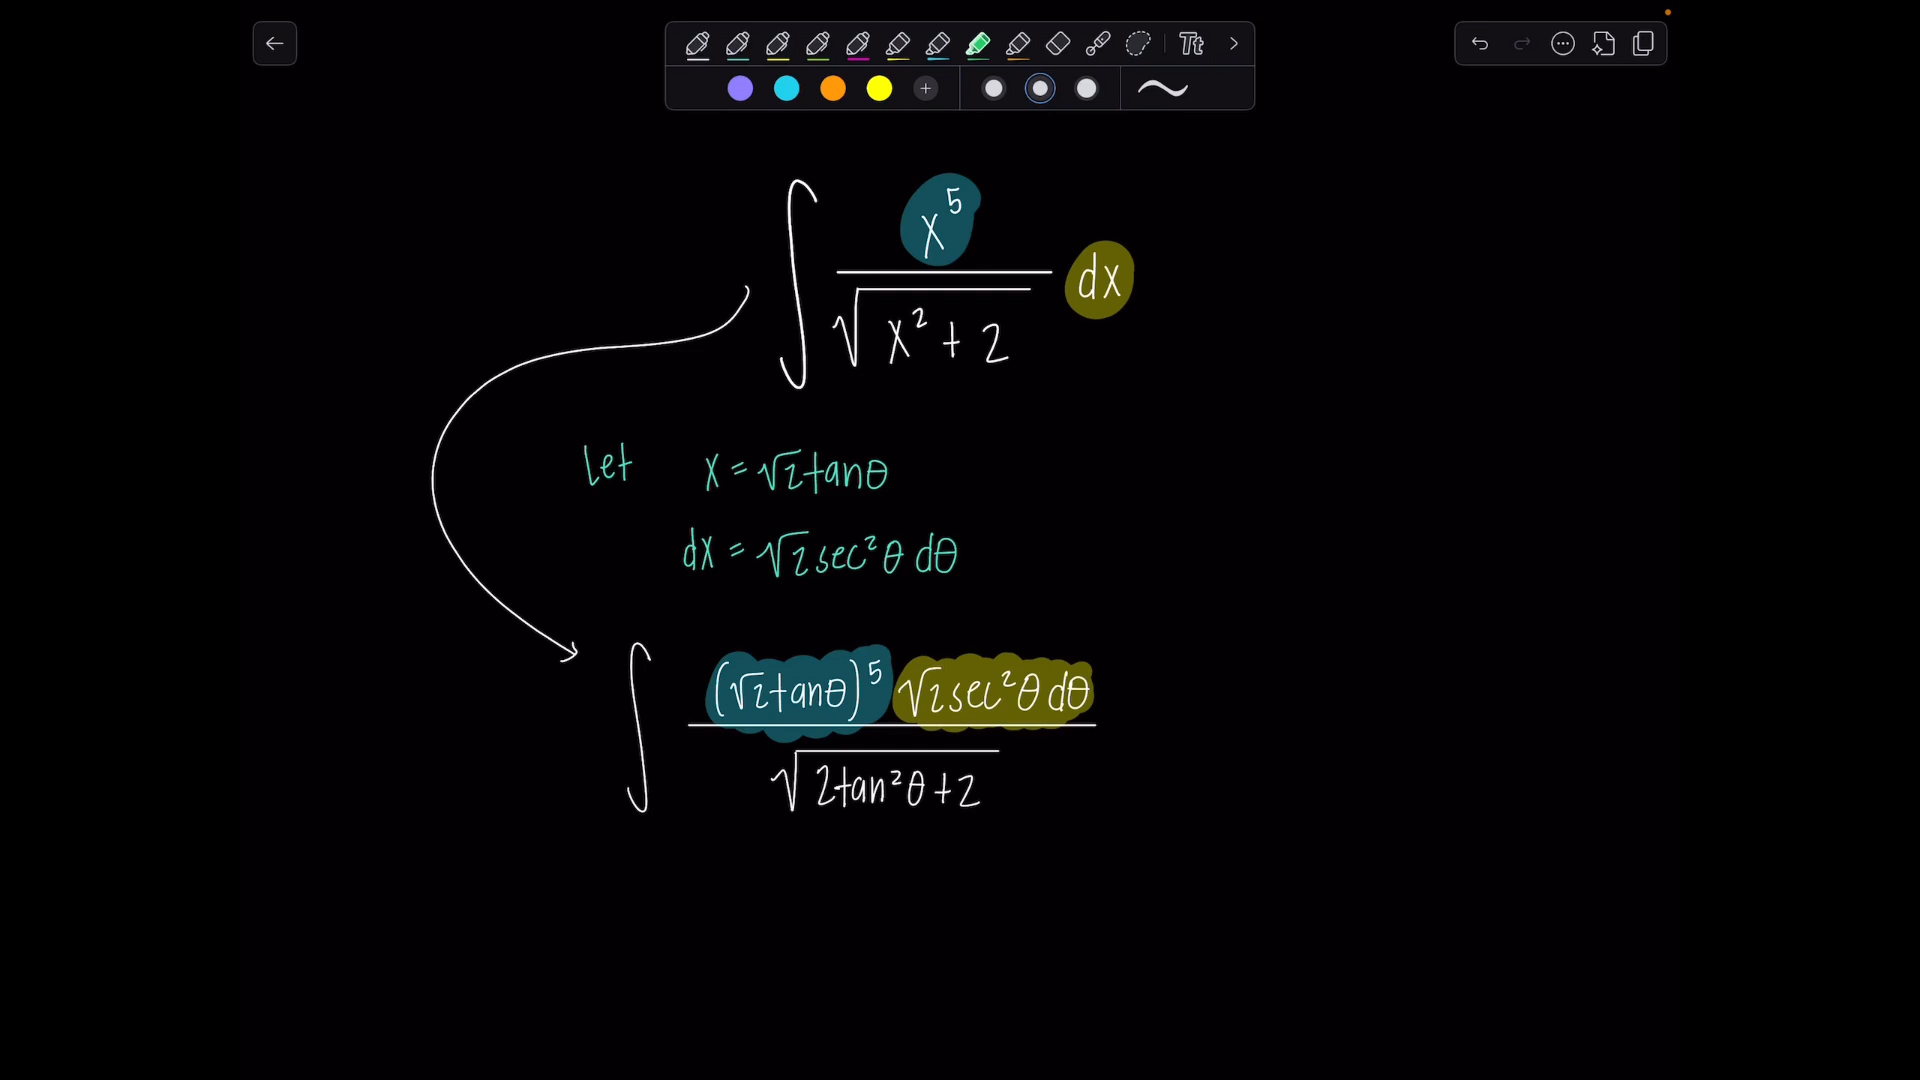 Tt
∫ x⁵ / √(x² + 2) dx
Let x = √2 tanθ
dx = √2 sec²θ dθ
∫ (√2 tanθ)⁵ √2 sec²θ dθ / √(2tan²θ + 2)